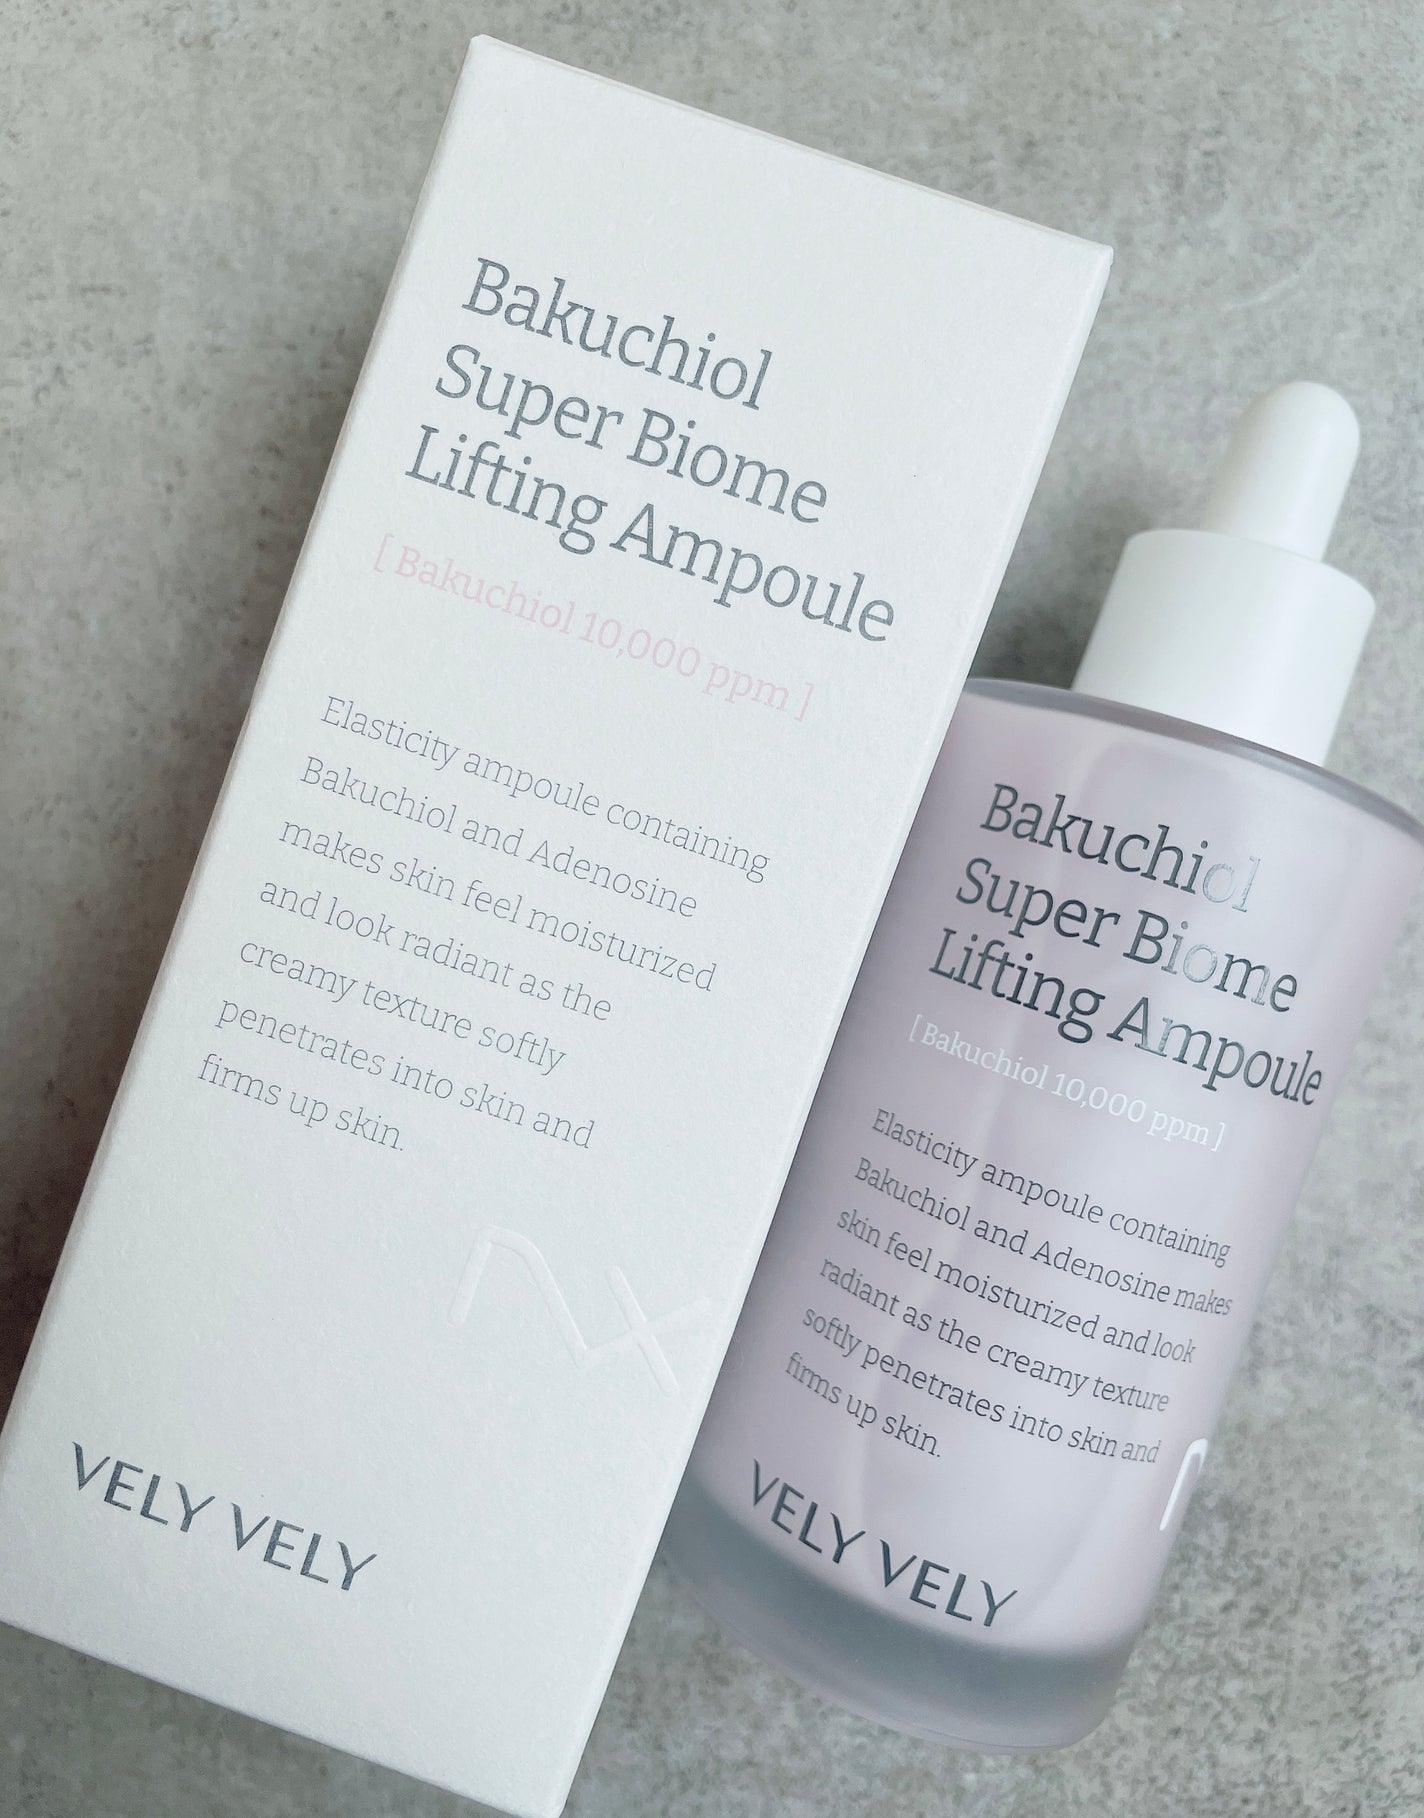 Bakuchiol
Super Biome
Lifting Ampoule
[ Bakuchiol 10,000 ppm ]
Elasticity ampoule containing
Bakuchiol and Adenosine
makes skin feel moisturized
and look radiant as the
creamy texture softly
penetrates into skin and
firms up skin.
VELY VELY
Bakuchiol
Super Biome
Lifting Ampoule
[ Bakuchiol 10,000 ppm ]
Elasticity ampoule containing
Bakuchiol and Adenosine makes
skin feel moisturized and look
radiant as the creamy texture
softly penetrates into skin and
firms up skin.
VELY VELY